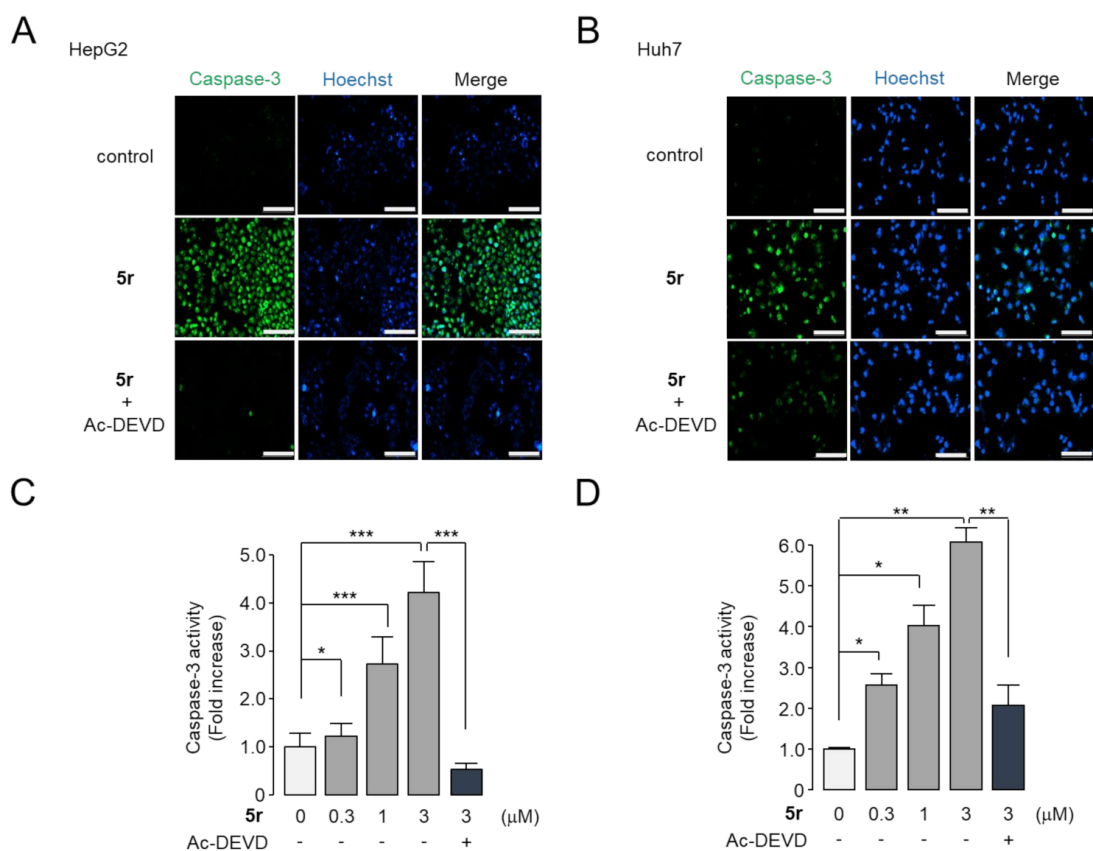 A
HepG2
Caspase-3 Hoechst Merge
control
5r
5r
+
Ac-DEVD
B
Huh7
Caspase-3 Hoechst Merge
control
5r
5r
+
Ac-DEVD
C
Caspase-3 activity
(Fold increase)
5.0
4.0
3.0
2.0
1.0
0
***
***
***
*
5r 0 0.3 1 3 3 (μM)
Ac-DEVD - - - - +
D
Caspase-3 activity
(Fold increase)
6.0
5.0
4.0
2.0
1.0
0
**
**
*
*
5r 0 0.3 1 3 3 (μM)
Ac-DEVD - - - - +